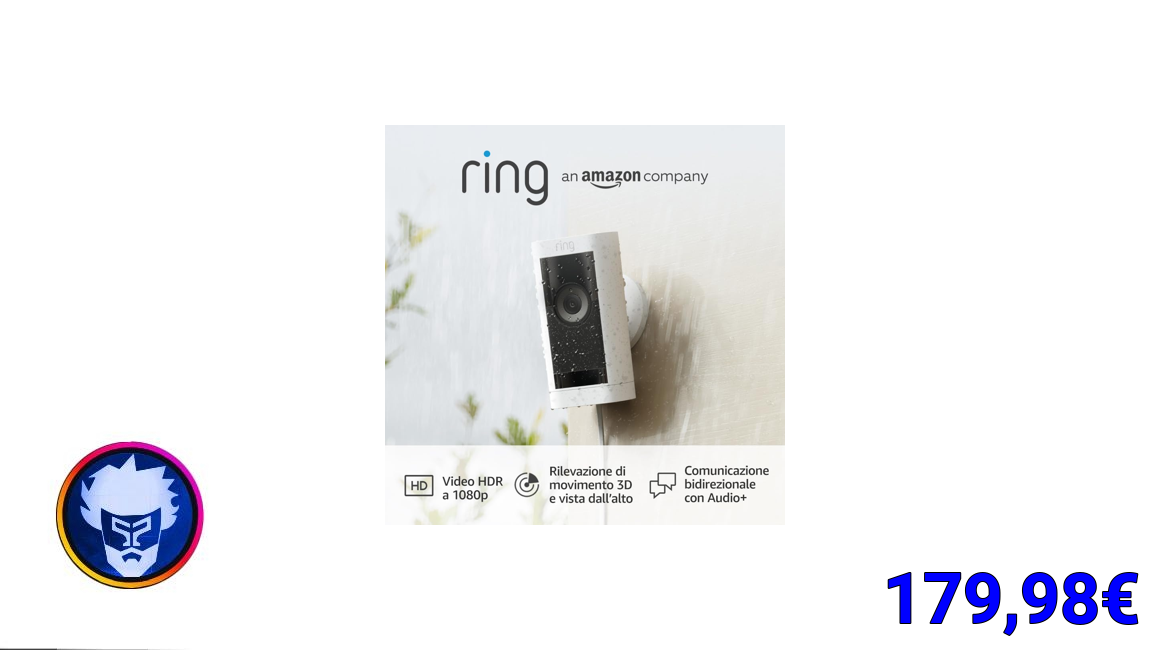 ring an amazon company
ring
HD
Video HDR
a 1080p
Rilevazione di
movimento 3D
e vista dall'alto
Comunicazione
bidirezionale
con Audio+
179,98€